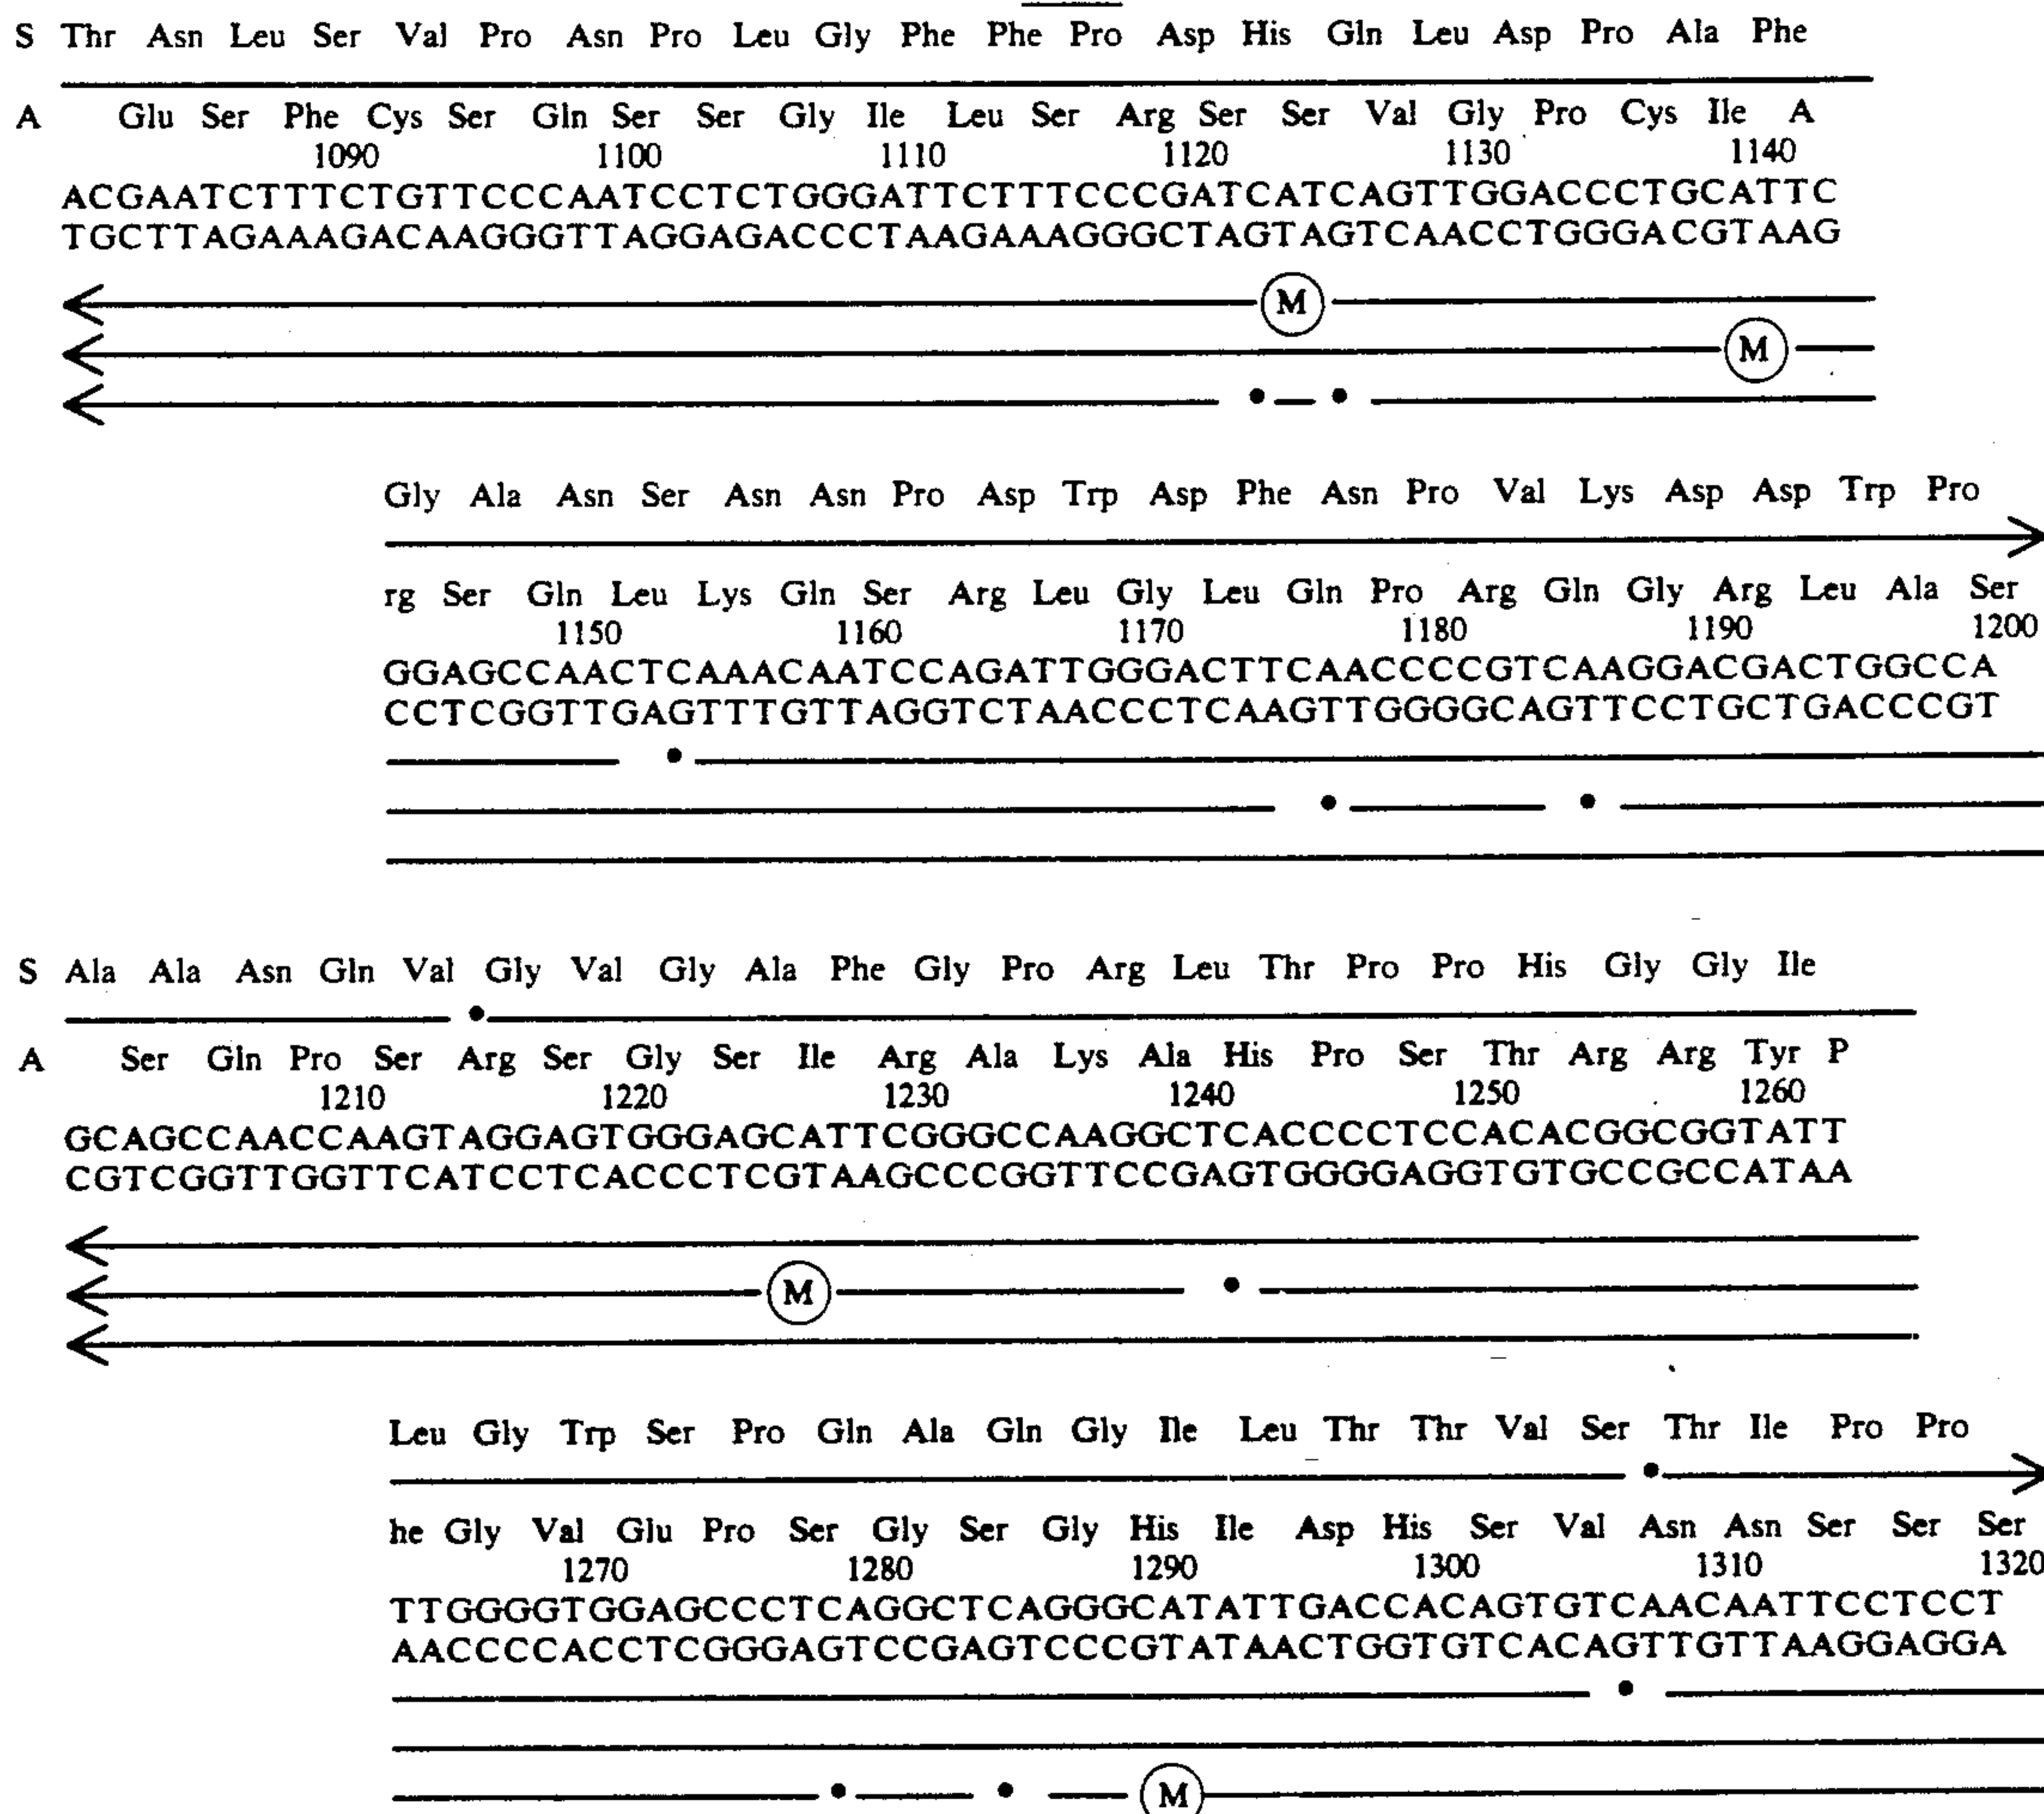 S Thr Asn Leu Ser Val Pro Asn Pro Leu Gly Phe Phe Pro Asp His Gln Leu Asp Pro Ala Phe
A Glu Ser Phe Cys Ser Gln Ser Ser Gly Ile Leu Ser Arg Ser Ser Val Gly Pro Cys Ile A
1090 1100 1110 1120 1130 1140
ACGAATCTTTCTGTTCCCAATCCTCTGGGATTCTTTCCCGATCATCAGTTGGACCCTGCATTC
TGCTTAGAAAGACAAGGGTTAGGAGACCCTAAGAAAGGGCTAGTAGTCAACCTGGGACGTAAG
M
M
Gly Ala Asn Ser Asn Asn Pro Asp Trp Asp Phe Asn Pro Val Lys Asp Asp Trp Pro
rg Ser Gln Leu Lys Gln Ser Arg Leu Gly Leu Gln Pro Arg Gln Gly Arg Leu Ala Ser
1150 1160 1170 1180 1190 1200
GGAGCCAACTCAAACAATCCAGATTGGGACTTCAACCCCGTCAAGGACGACTGGCCA
CCTCGGTTGAGTTTGTTAGGTCTAACCCTCAAGTTGGGGCAGTTCCTGCTGACCCGT
S Ala Ala Asn Gln Val Gly Val Gly Ala Phe Gly Pro Arg Leu Thr Pro Pro His Gly Gly Ile
A Ser Gln Pro Ser Arg Ser Gly Ser Ile Arg Ala Lys Ala His Pro Ser Thr Arg Arg Tyr P
1210 1220 1230 1240 1250 1260
GCAGCCAACCAAGTAGGAGTGGGAGCATTCGGGCCAAGGCTCACCCCTCCACACGGCGGTATT
CGTCGGTTGGTTCATCCTCACCCTCGTAAGCCCGGTTCCGAGTGGGGAGGTGTGCCGCCATAA
M
Leu Gly Trp Ser Pro Gln Ala Gln Gly Ile Leu Thr Thr Val Ser Thr Ile Pro Pro
he Gly Val Glu Pro Ser Gly Ser Gly His Ile Asp His Ser Val Asn Asn Ser Ser Ser
1270 1280 1290 1300 1310 1320
TTGGGGTGGAGCCCTCAGGCTCAGGGCATATTGACCACAGTGTCAACAATTCCTCCT
AACCCCACCTCGGGAGTCCGAGTCCCGTATAACTGGTGTCACAGTTGTTAAGGAGGA
M